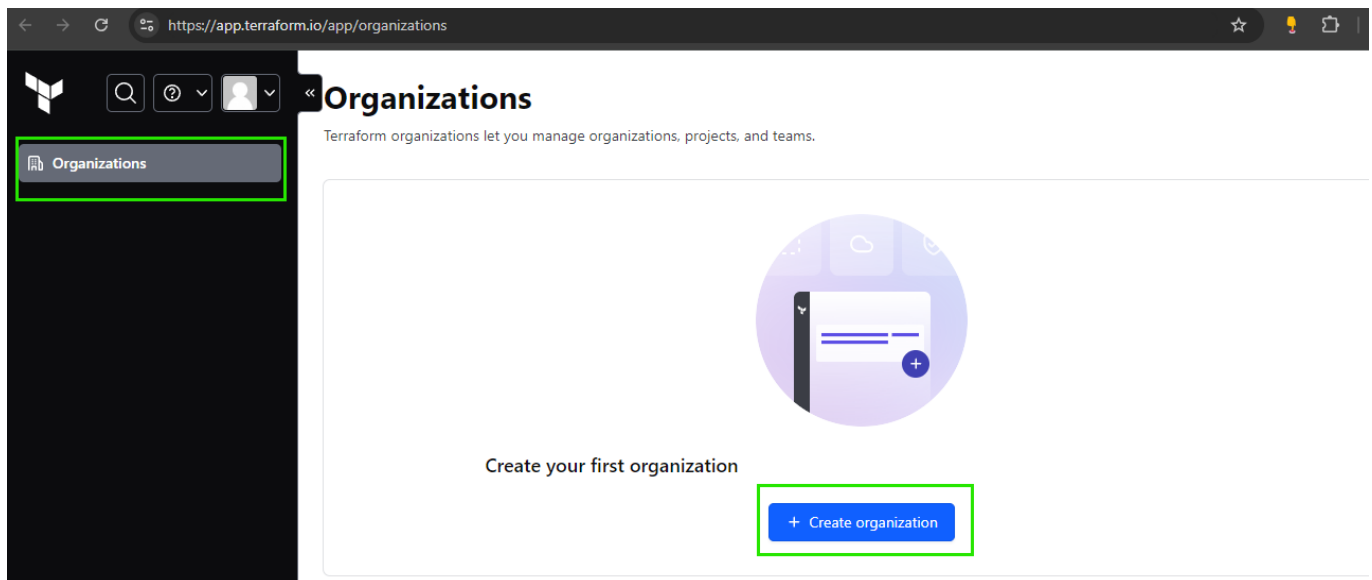 https://app.terraform.io/app/organizations
Organizations
Organizations
Terraform organizations let you manage organizations, projects, and teams.
Create your first organization
+ Create organization